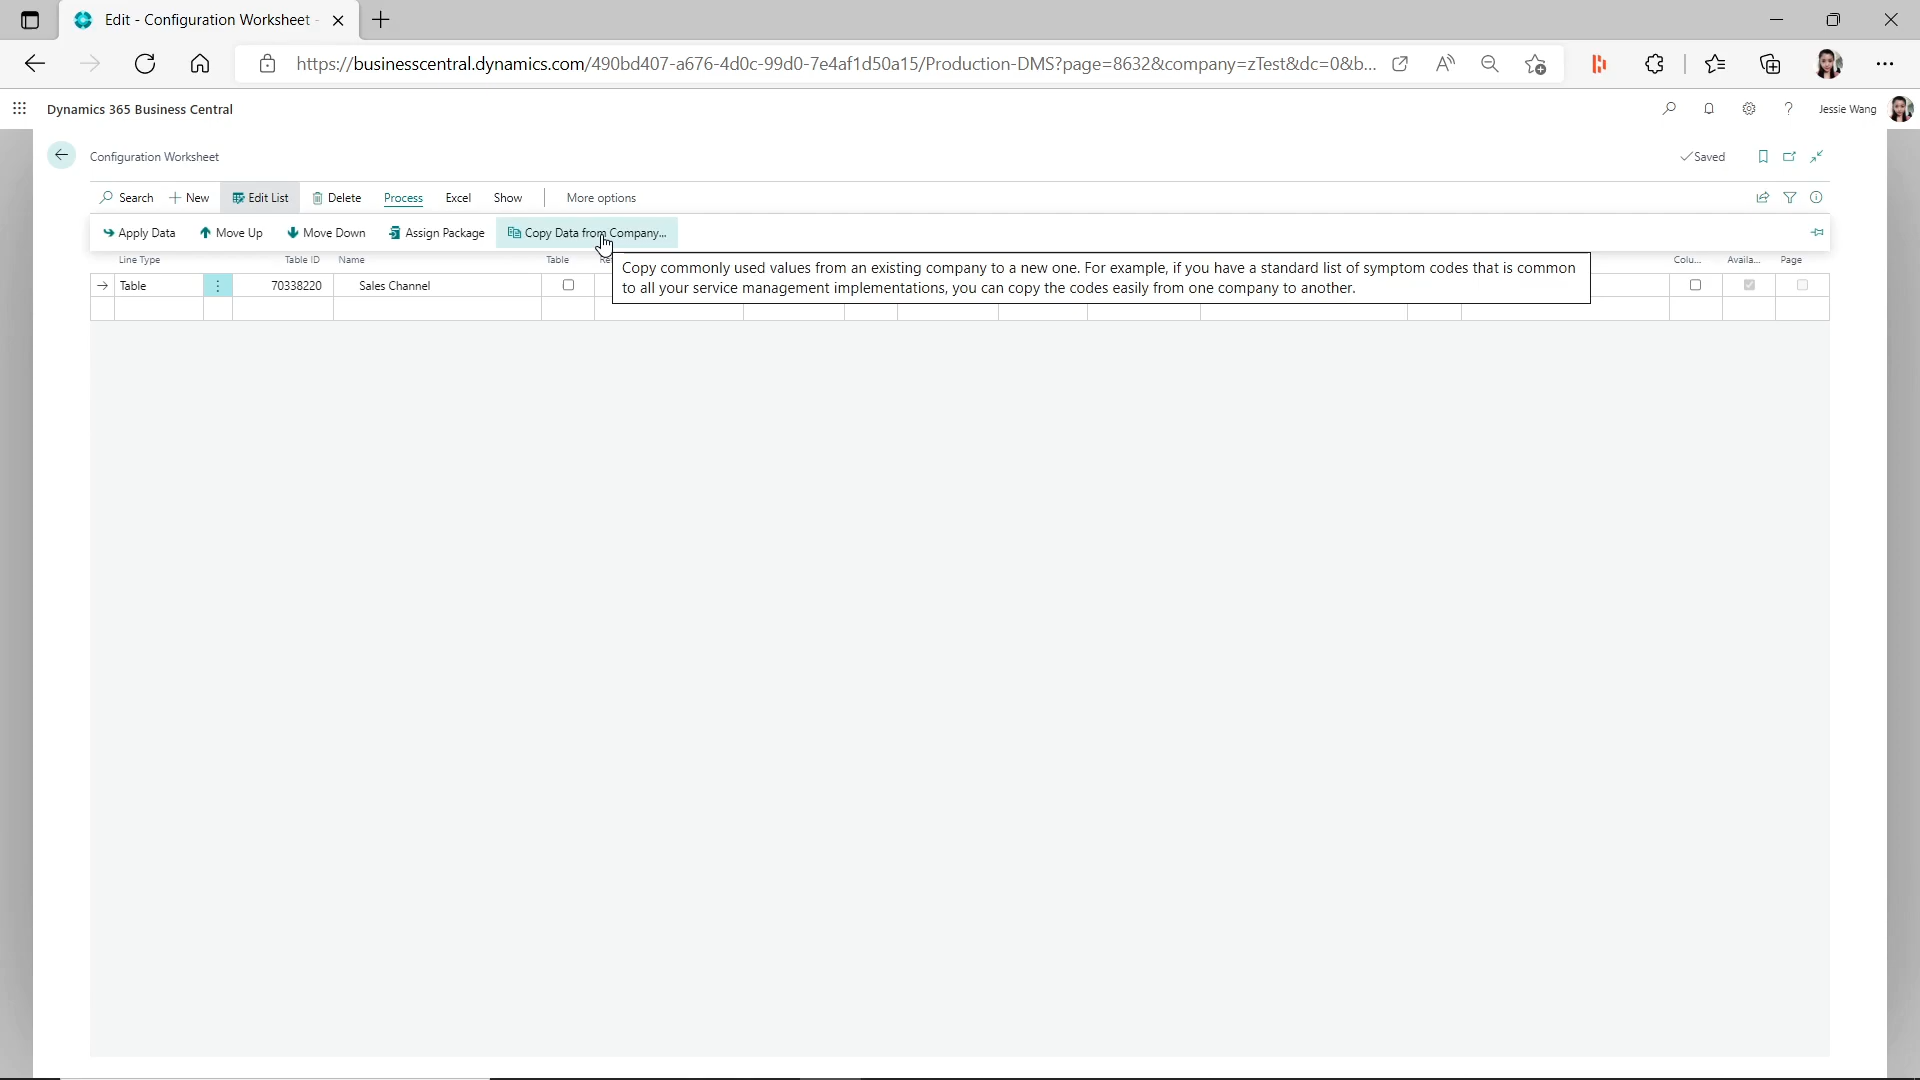 Edit - Configuration Worksheet -
https://businesscentral.dynamics.com/490bd407-a676-4d0c-99d0-7e4af1d50a15/Production-DMS?page=8632&company=zTest&dc=0&b...
Dynamics 365 Business Central
Jessie Wang
Configuration Worksheet
Saved
Search New Edit List Delete Process Excel Show More options
Apply Data Move Up Move Down Assign Package Copy Data from Company...
Line Type Table ID Name Table Colu... Availa... Page
Copy commonly used values from an existing company to a new one. For example, if you have a standard list of symptom codes that is common
to all your service management implementations, you can copy the codes easily from one company to another.
Table 70338220 Sales Channel